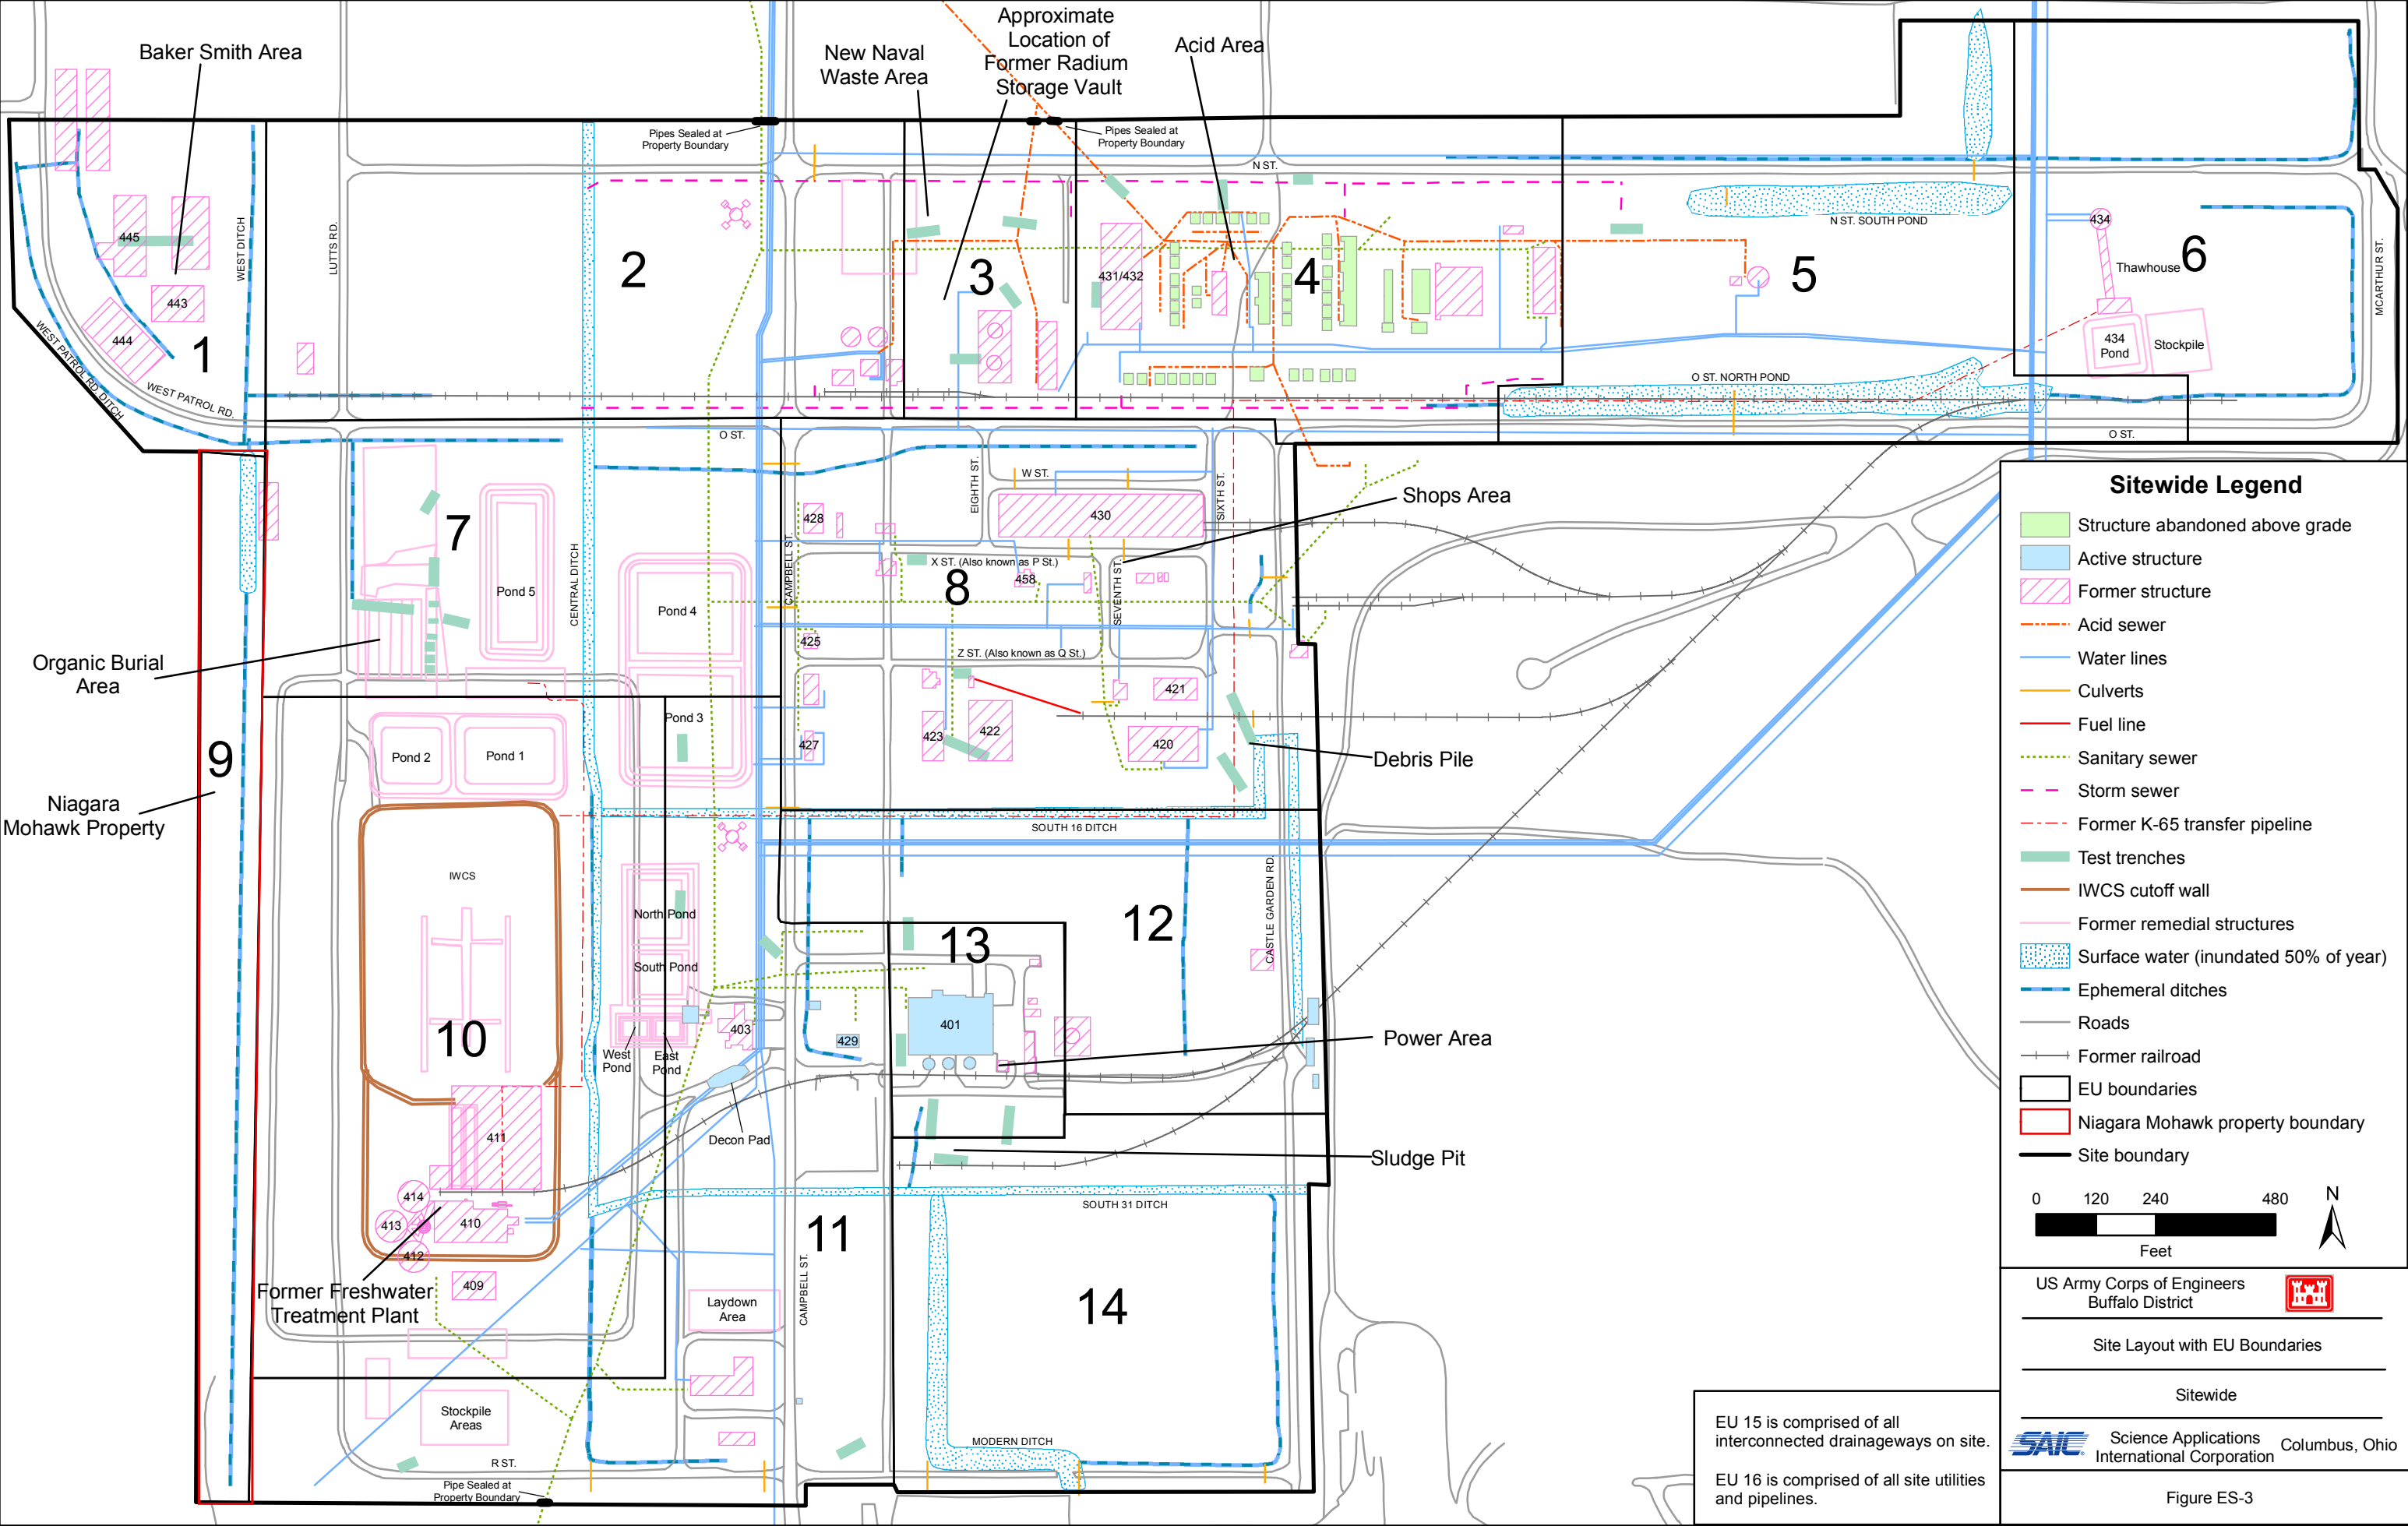 Baker Smith Area
New Naval
Waste Area
Approximate
Location of
Former Radium
Storage Vault
Acid Area
Pipes Sealed at
Property Boundary
Pipes Sealed at
Property Boundary
N ST.
N ST. SOUTH POND
445
443
444
1
WEST DITCH
LUTTS RD.
WEST PATROL RD. DITCH
WEST PATROL RD.
2
3
431/432
4
5
434
Thawhouse
6
434
Pond
Stockpile
MCARTHUR ST.
O ST. NORTH POND
O ST.
O ST.
7
Pond 5
CENTRAL DITCH
Pond 4
CAMPBELL ST.
428
EIGHTH ST.
W ST.
430
SIXTH ST.
Shops Area
X ST. (Also known as P St.)
458
8
SEVENTH ST.
425
Z ST. (Also known as Q St.)
Organic Burial
Area
421
423
422
420
427
Debris Pile
Pond 3
Pond 2
Pond 1
9
Niagara
Mohawk Property
SOUTH 16 DITCH
IWCS
North Pond
South Pond
10
West
Pond
East
Pond
403
Decon Pad
12
13
CASTLE GARDEN RD.
401
429
Power Area
Sludge Pit
411
414
413
410
412
409
Former Freshwater
Treatment Plant
11
CAMPBELL ST.
SOUTH 31 DITCH
14
Laydown
Area
Stockpile
Areas
R ST.
Pipe Sealed at
Property Boundary
MODERN DITCH
EU 15 is comprised of all
interconnected drainageways on site.
EU 16 is comprised of all site utilities
and pipelines.
Sitewide Legend
Structure abandoned above grade
Active structure
Former structure
Acid sewer
Water lines
Culverts
Fuel line
Sanitary sewer
Storm sewer
Former K-65 transfer pipeline
Test trenches
IWCS cutoff wall
Former remedial structures
Surface water (inundated 50% of year)
Ephemeral ditches
Roads
Former railroad
EU boundaries
Niagara Mohawk property boundary
Site boundary
0 120 240 480
Feet
N
US Army Corps of Engineers
Buffalo District
Site Layout with EU Boundaries
Sitewide
SAIC
Science Applications
International Corporation
Columbus, Ohio
Figure ES-3